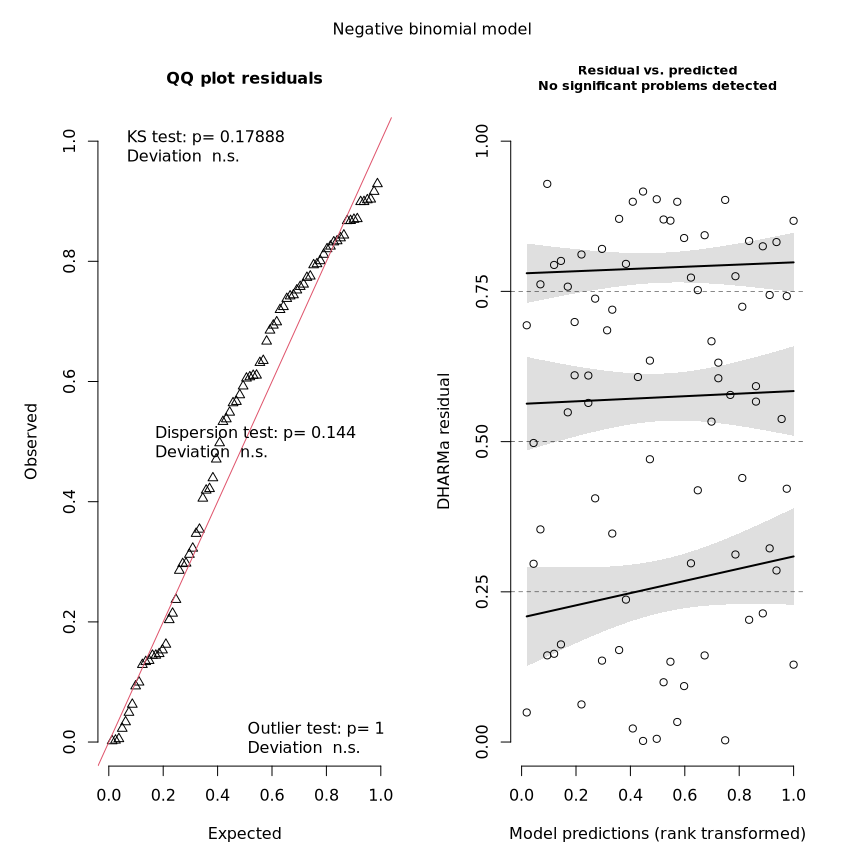 Negative binomial model
QQ plot residuals
KS test: p= 0.17888
Deviation  n.s.
Dispersion test: p= 0.144
Deviation  n.s.
Outlier test: p= 1
Deviation  n.s.
Observed
0.0
0.2
0.4
0.6
0.8
1.0
0.0 0.2 0.4 0.6 0.8 1.0
Expected
Residual vs. predicted
No significant problems detected
DHARMa residual
0.00
0.25
0.50
0.75
1.00
0.0 0.2 0.4 0.6 0.8 1.0
Model predictions (rank transformed)